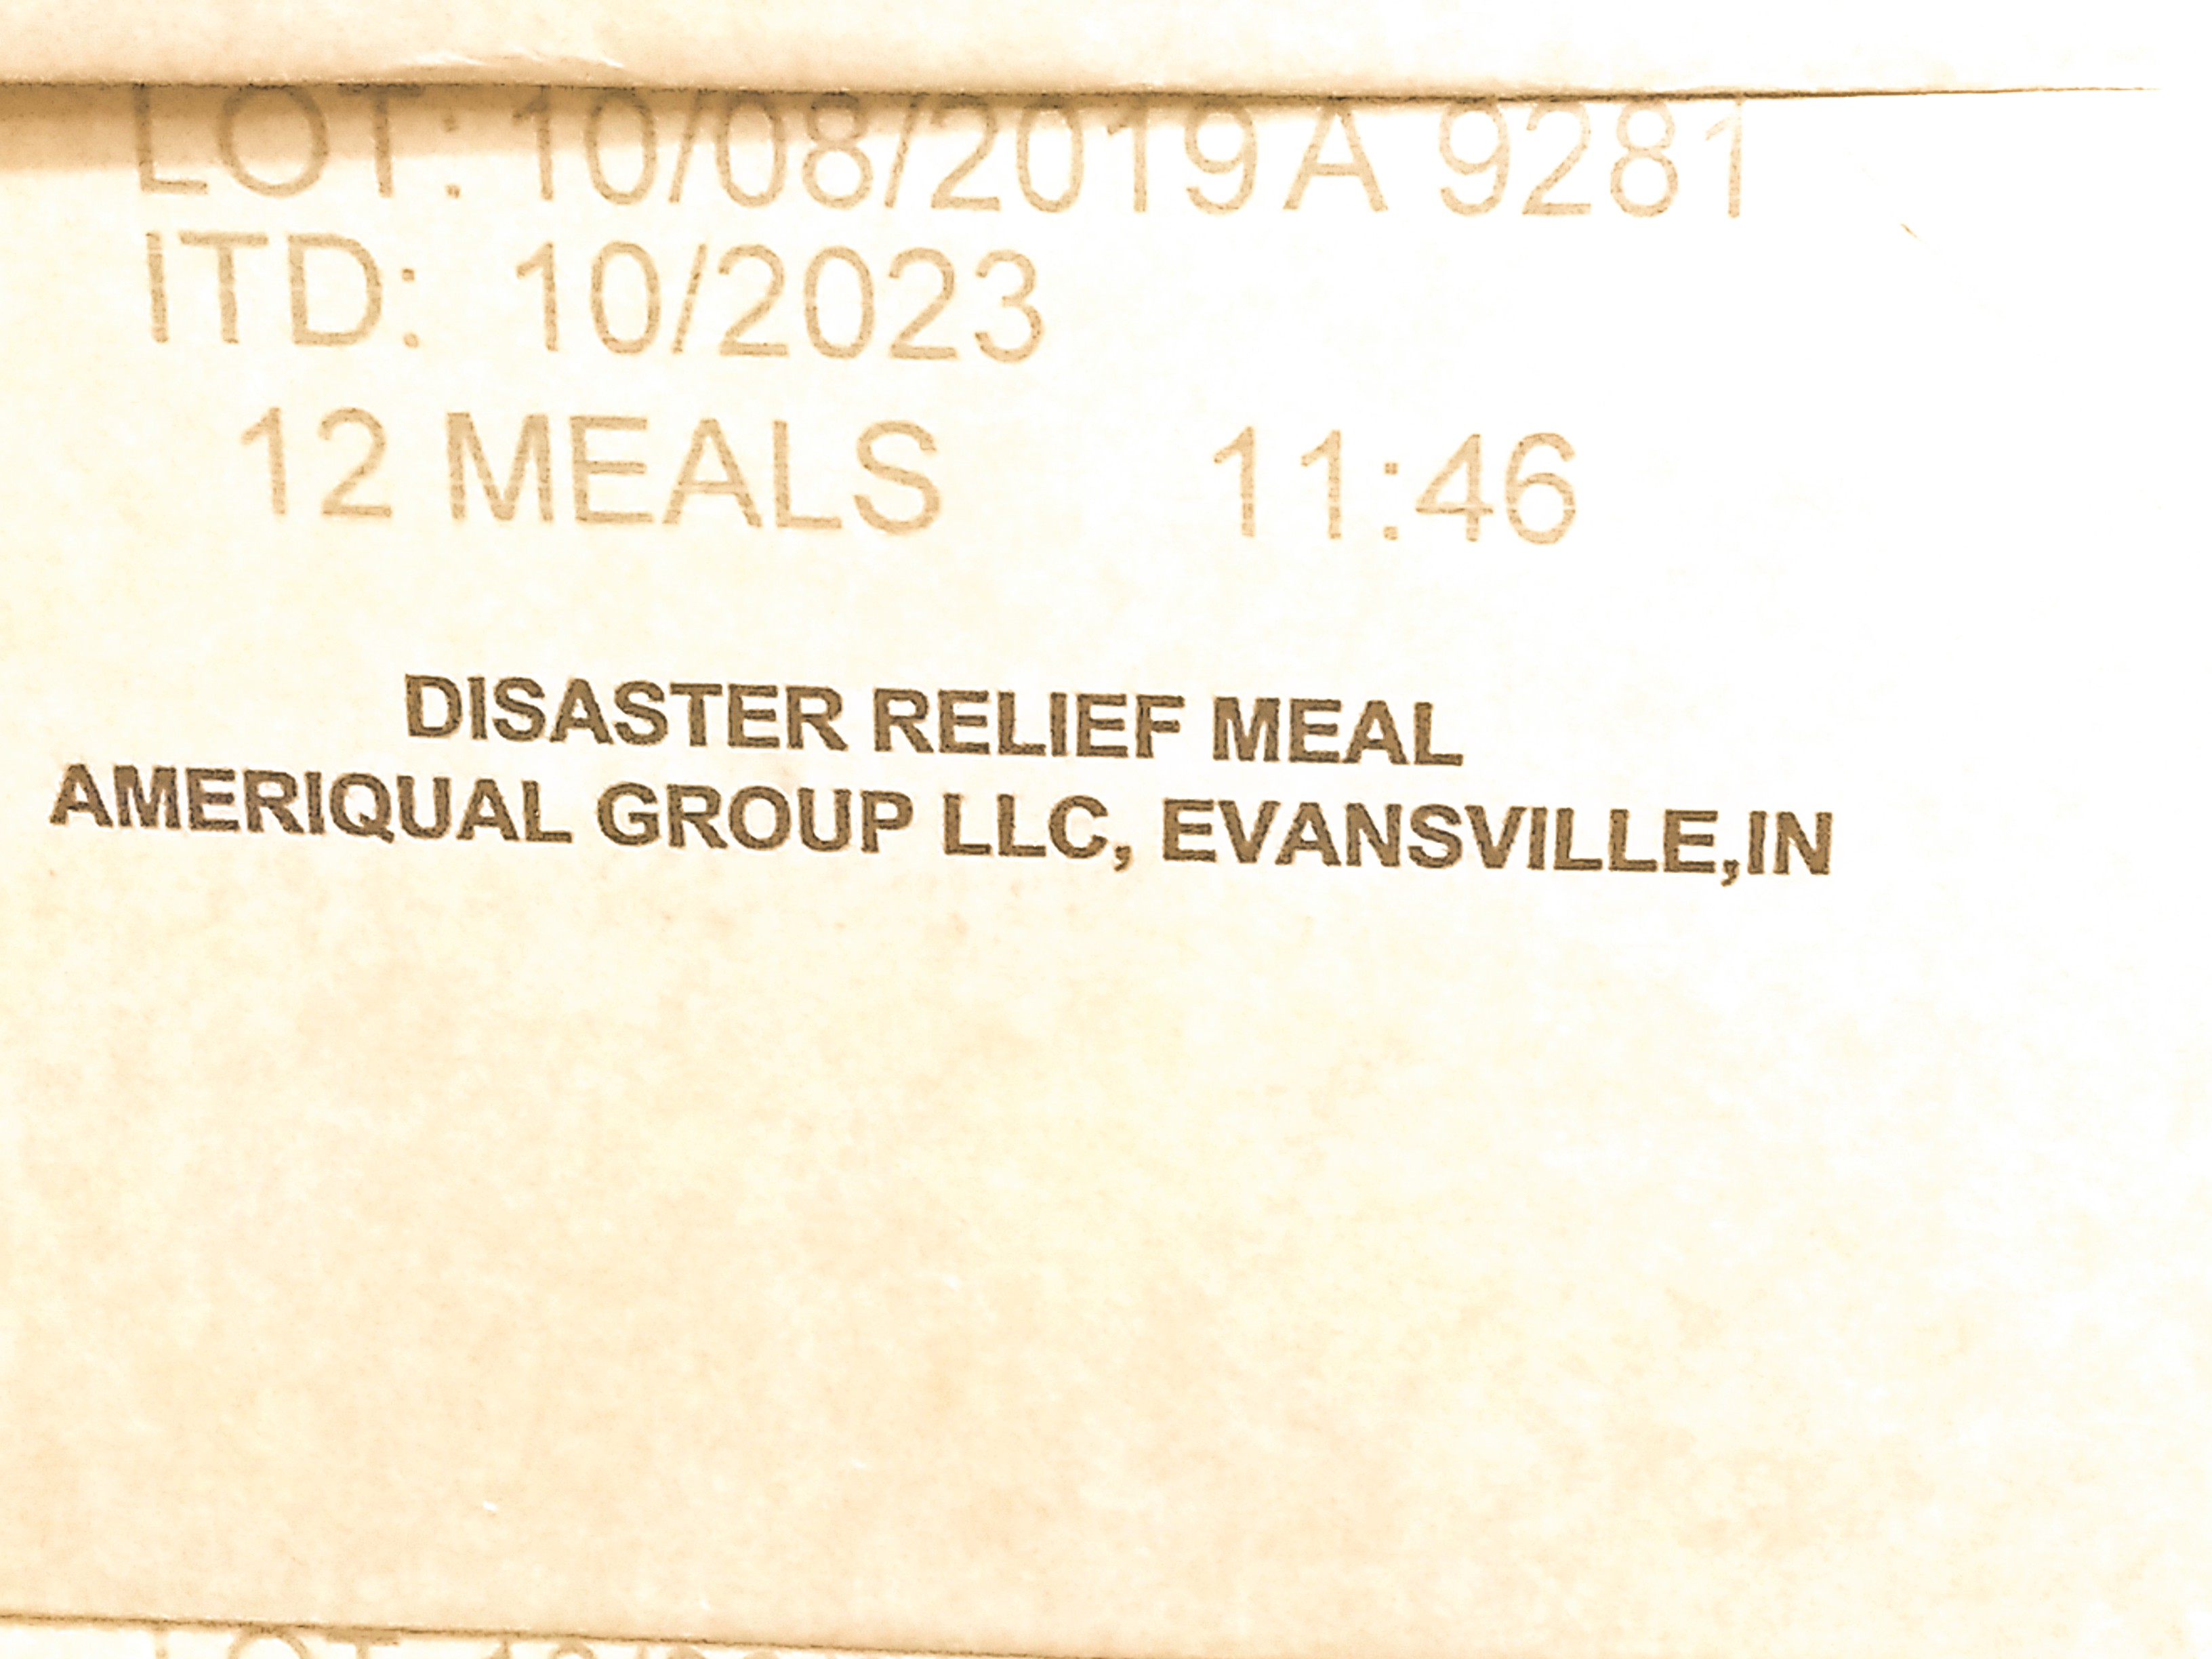 LOT: 10/08/2019 A 9281
ITD: 10/2023
12 MEALS 11:46
DISASTER RELIEF MEAL
AMERIQUAL GROUP LLC, EVANSVILLE,IN
LOT